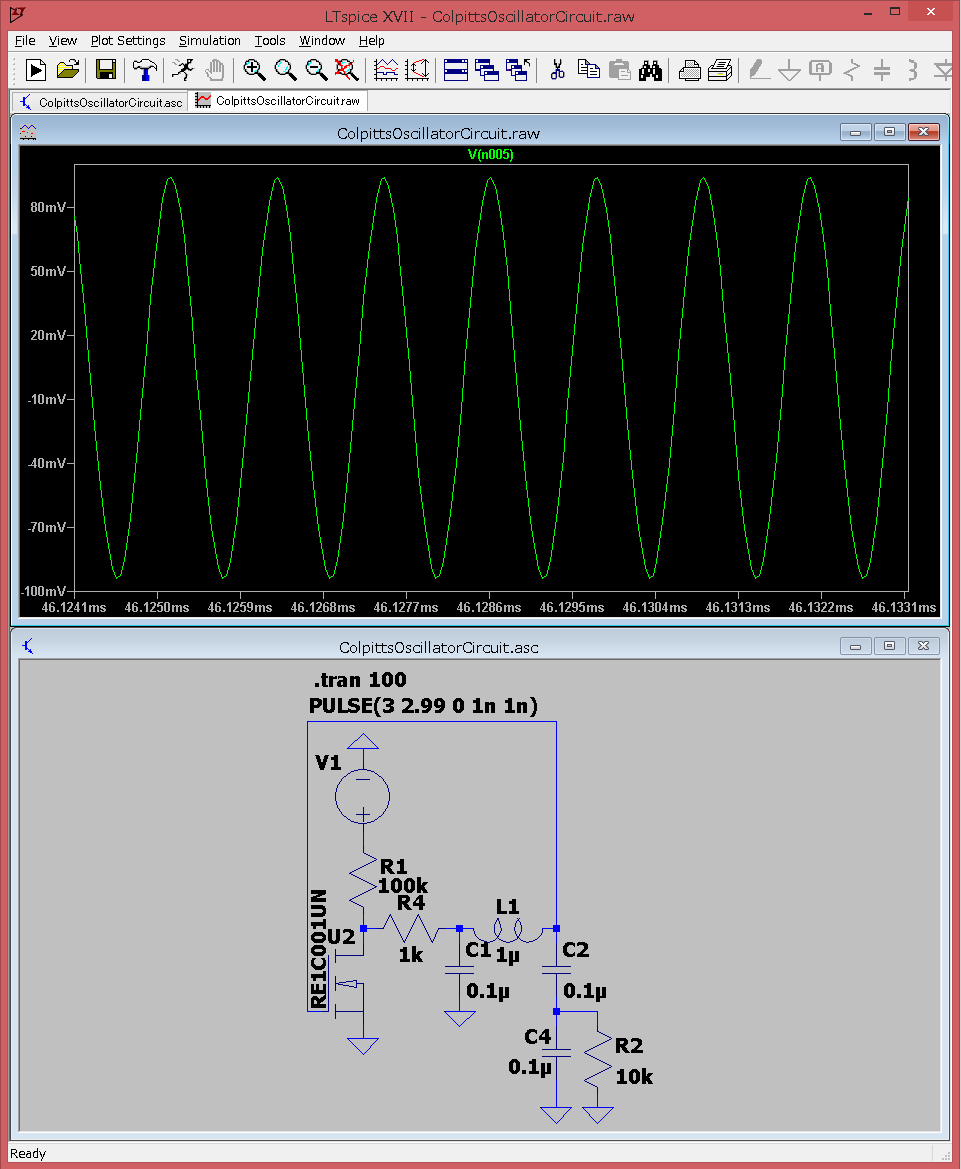 LTspice XVII - ColpittsOscillatorCircuit.raw
File View Plot Settings Simulation Tools Window Help
ColpittsOscillatorCircuit.asc ColpittsOscillatorCircuit.raw
ColpittsOscillatorCircuit.raw
V(n005)
80mV
50mV
20mV
-10mV
-40mV
-70mV
-100mV
46.1241ms 46.1250ms 46.1259ms 46.1268ms 46.1277ms 46.1286ms 46.1295ms 46.1304ms 46.1313ms 46.1322ms 46.1331ms
ColpittsOscillatorCircuit.asc
.tran 100
PULSE(3 2.99 0 1n 1n)
V1
R1
100k
R4
1k
L1
1µ
U2
RE1C001UN
C1
0.1µ
C2
0.1µ
C4
0.1µ
R2
10k
Ready